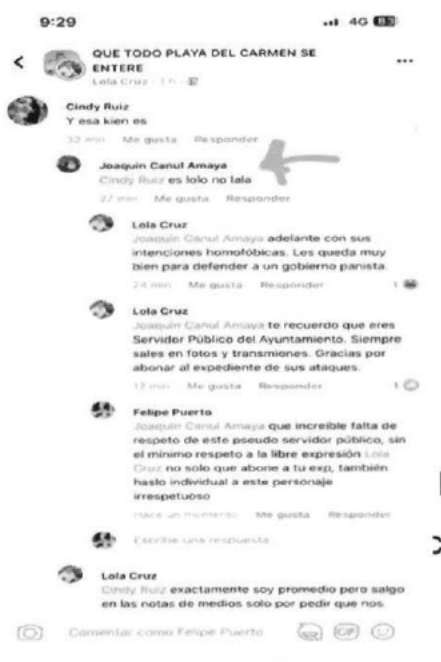 9:29
4G 83
QUE TODO PLAYA DEL CARMEN SE
ENTERE
Lola Cruz · 1 h ·
Cindy Ruiz
Y esa kien es
32 min Me gusta Responder
Joaquin Canul Amaya
Cindy Ruiz es lolo no lala
27 min Me gusta Responder
Lola Cruz
Joaquin Canul Amaya adelante con sus
intenciones homofóbicas. Les queda muy
bien para defender a un gobierno panista.
24 min Me gusta Responder 1
Lola Cruz
Joaquin Canul Amaya te recuerdo que eres
Servidor Público del Ayuntamiento. Siempre
sales en fotos y transmiones. Gracias por
abonar al expediente de sus ataques.
12 min Me gusta Responder 1
Felipe Puerto
Joaquin Canul Amaya que increible falta de
respeto de este pseudo servidor público, sin
el mínimo respeto a la libre expresión Lola
Cruz no solo que abone a tu exp, también
haslo individual a este personaje
irrespetuoso
Hace un momento Me gusta Responder
Escribe una respuesta...
Lola Cruz
Cindy Ruiz exactamente soy promedio pero salgo
en las notas de medios solo por pedir que nos
Comentar como Felipe Puerto
GIF